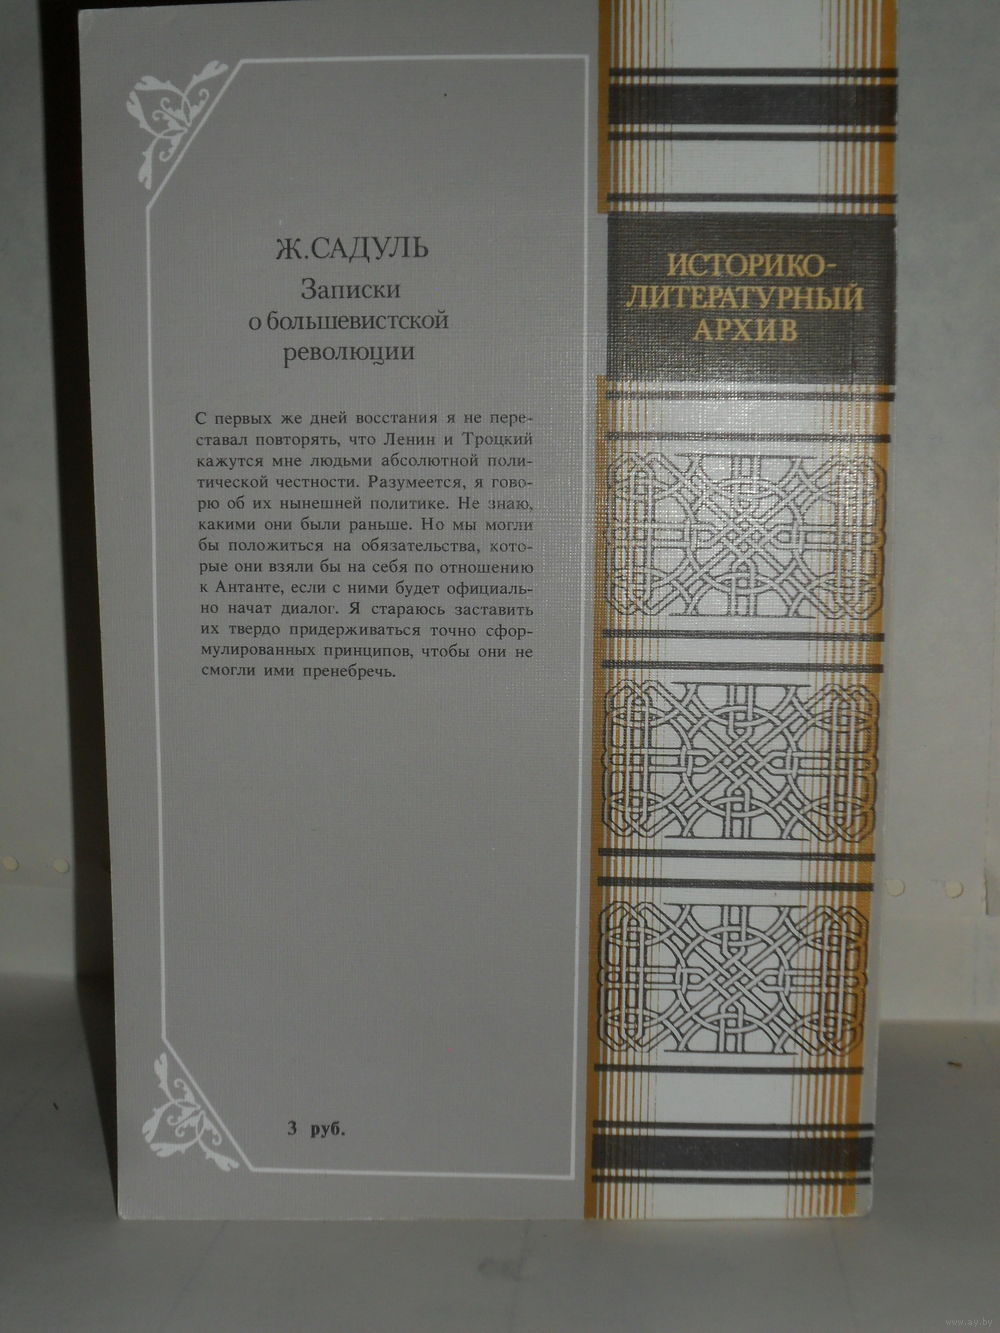 Ж.САДУЛЬ
Записки
о большевистской
революции
С первых же дней восстания я не пере-
ставал повторять, что Ленин и Троцкий
кажутся мне людьми абсолютной поли-
тической честности. Разумеется, я гово-
рю об их нынешней политике. Не знаю,
какими они были раньше. Но мы могли
бы положиться на обязательства, кото-
рые они взяли бы на себя по отношению
к Антанте, если с ними будет официаль-
но начат диалог. Я стараюсь заставить
их твердо придерживаться точно сфор-
мулированных принципов, чтобы они не
смогли ими пренебречь.
3 руб.
ИСТОРИКО-
ЛИТЕРАТУРНЫЙ
АРХИВ
www.ay.by